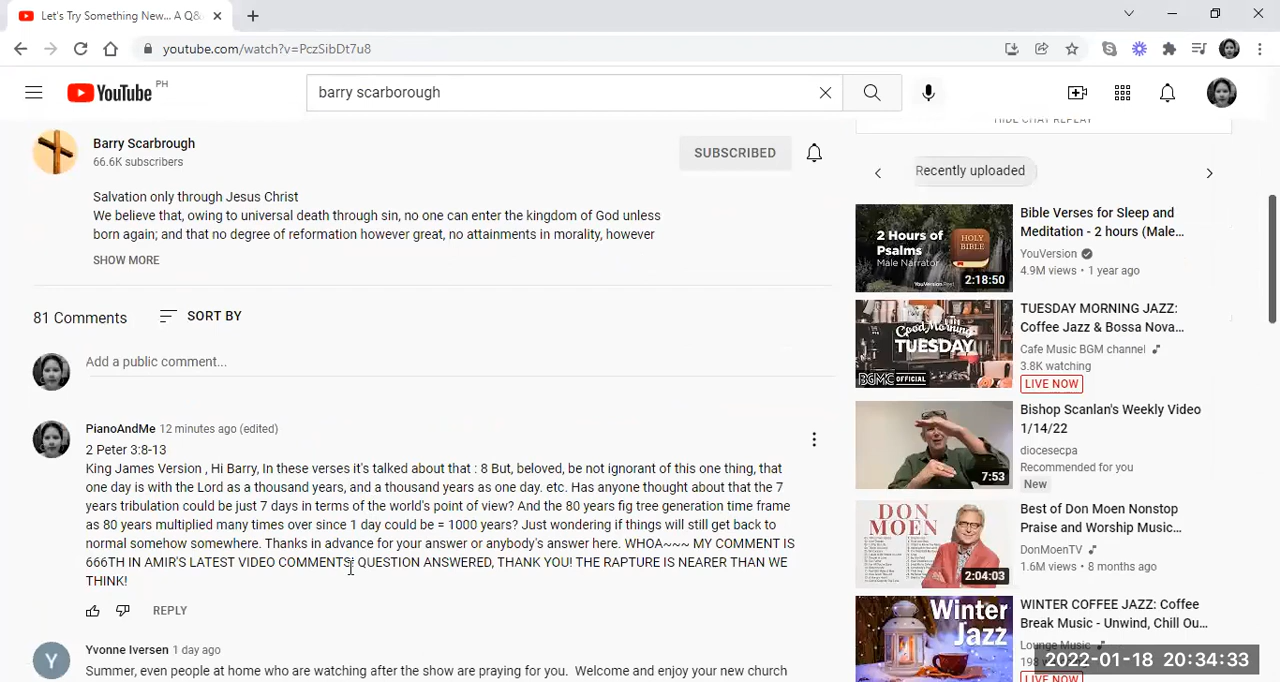 Let's Try Something New... A Q&
youtube.com/watch?v=PczSibDt7u8
YouTube PH
barry scarborough
HIDE CHAT REPLAY
Barry Scarbrough
66.6K subscribers
SUBSCRIBED
Salvation only through Jesus Christ
We believe that, owing to universal death through sin, no one can enter the kingdom of God unless
born again; and that no degree of reformation however great, no attainments in morality, however
SHOW MORE
81 Comments
SORT BY
Add a public comment...
PianoAndMe 12 minutes ago (edited)
2 Peter 3:8-13
King James Version , Hi Barry, In these verses it's talked about that : 8 But, beloved, be not ignorant of this one thing, that
one day is with the Lord as a thousand years, and a thousand years as one day. etc. Has anyone thought about that the 7
years tribulation could be just 7 days in terms of the world's point of view? And the 80 years fig tree generation time frame
as 80 years multiplied many times over since 1 day could be = 1000 years? Just wondering if things will still get back to
normal somehow somewhere. Thanks in advance for your answer or anybody's answer here. WHOA~~~ MY COMMENT IS
666TH IN AMIR'S LATEST VIDEO COMMENTS QUESTION ANSWERED, THANK YOU! THE RAPTURE IS NEARER THAN WE
THINK!
REPLY
Y
Yvonne Iversen 1 day ago
Summer, even people at home who are watching after the show are praying for you. Welcome and enjoy your new church
Recently uploaded
2 Hours of
Psalms
Male Narrator
HOLY
BIBLE
YouVersion
2:18:50
Bible Verses for Sleep and
Meditation - 2 hours (Male...
YouVersion
4.9M views • 1 year ago
Good Morning
TUESDAY
BGMC OFFICIAL
TUESDAY MORNING JAZZ:
Coffee Jazz & Bossa Nova...
Cafe Music BGM channel
3.8K watching
LIVE NOW
7:53
Bishop Scanlan's Weekly Video
1/14/22
diocesecpa
Recommended for you
New
DON
MOEN
2:04:03
Best of Don Moen Nonstop
Praise and Worship Music...
DonMoenTV
1.6M views • 8 months ago
Winter
Jazz
WINTER COFFEE JAZZ: Coffee
Break Music - Unwind, Chill Ou...
Lounge Music
198
LIVE NOW
2022-01-18 20:34:33